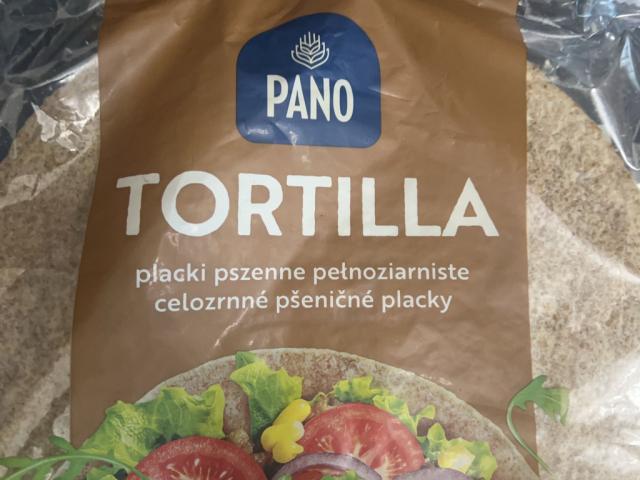 PANO
TORTILLA
placki pszenne pełnoziarniste
celozrnné pšeničné placky